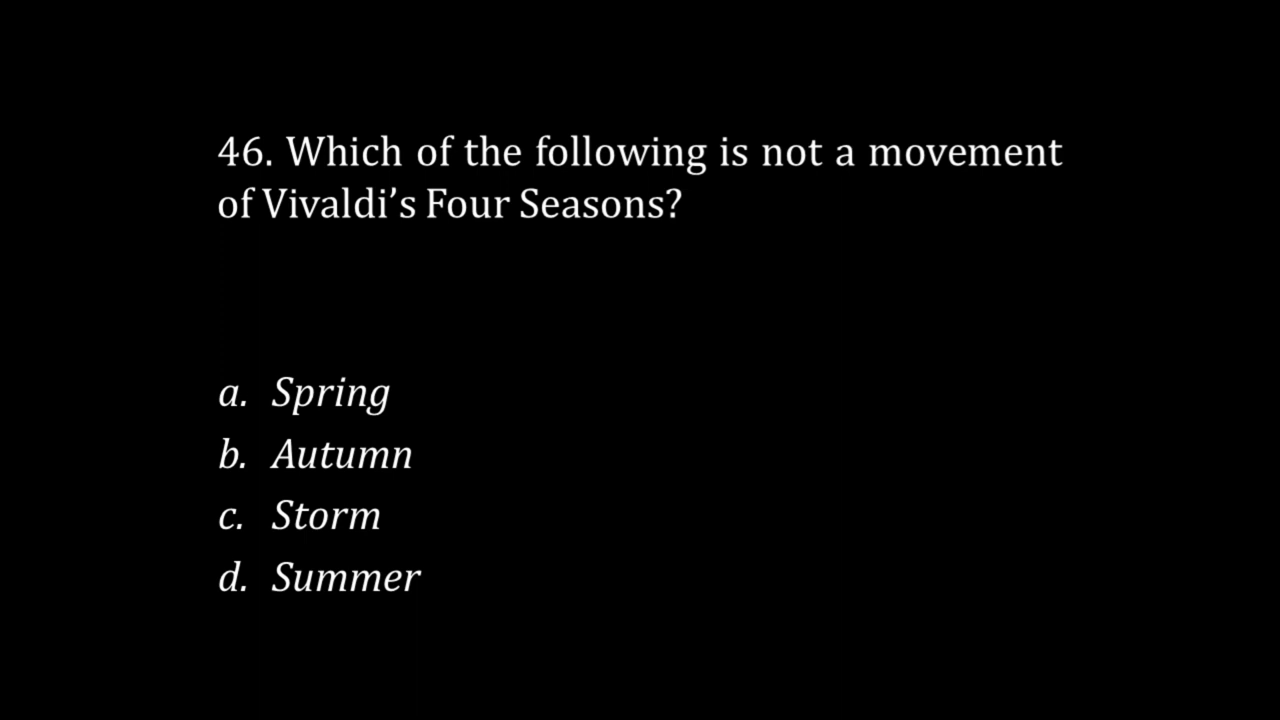 46. Which of the following is not a movement
of Vivaldi’s Four Seasons?
a. Spring
b. Autumn
c. Storm
d. Summer